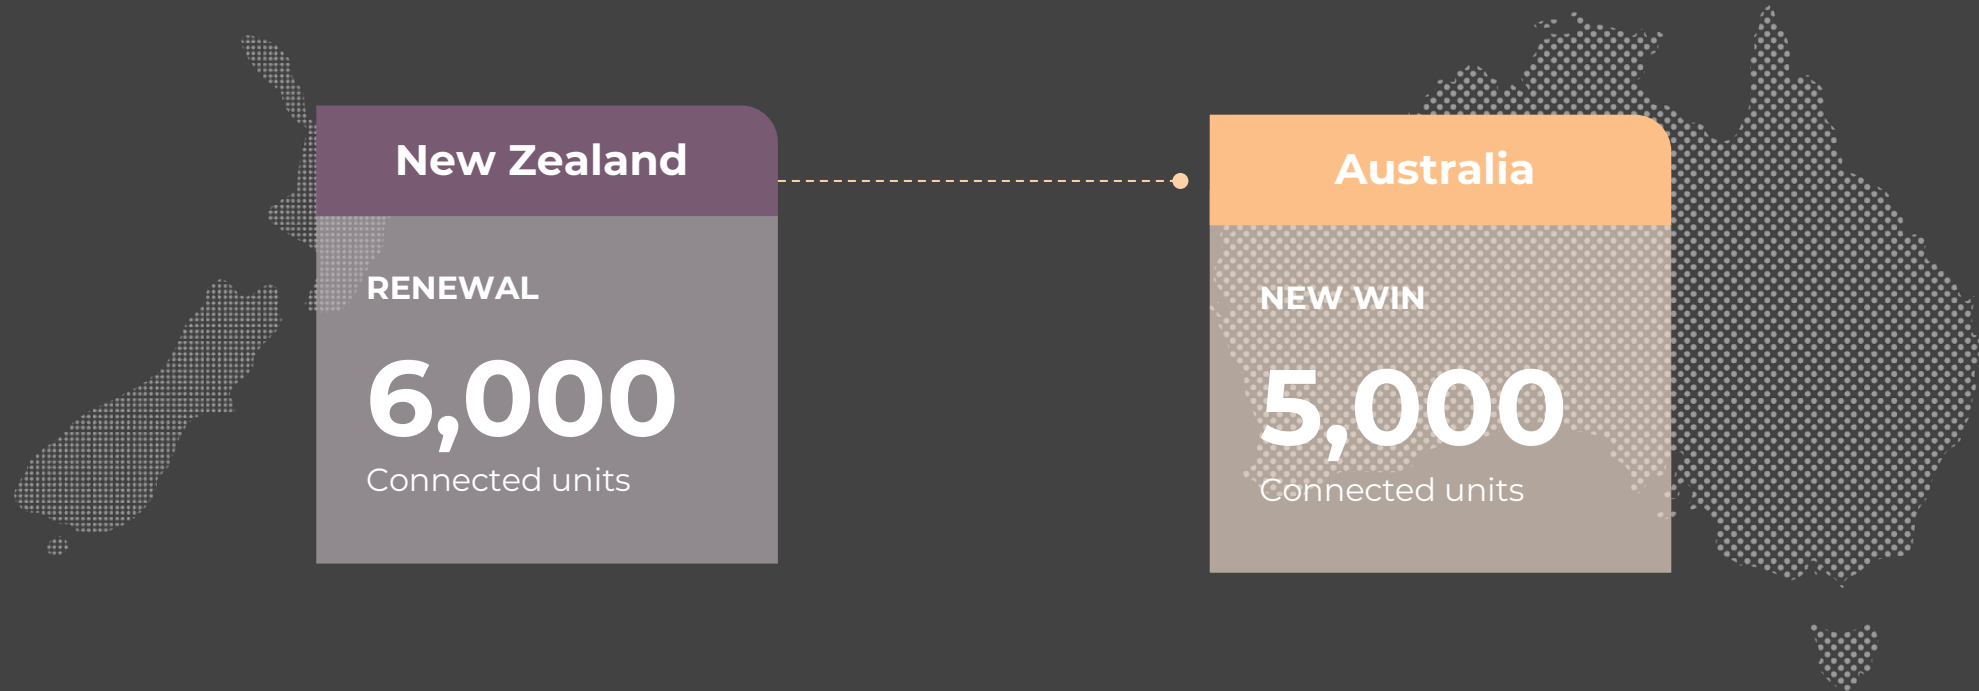 New Zealand
RENEWAL
6,000
Connected units
Australia
NEW WIN
5,000
Connected units